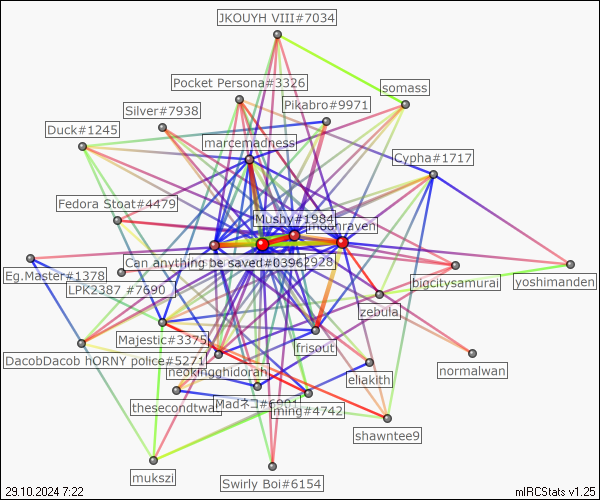 JKOUYH VIII#7034
Pocket Persona#3326
somass
Silver#7938
Pikabro#9971
Duck#1245
marcemadness
Cypha#1717
Fedora Stoat#4479
Mushy#1984
moonraven
Can anything be saved#0396
2928
Eg.Master#1378
LPK2387 #7690
bigcitysamurai
yoshimanden
zebula
Majestic#3375
frisout
DacobDacob hORNY police#5271
neokingghidorah
normalwan
eliakith
thesecondtwa
Madネコ#6901
ming#4742
shawntee9
mukszi
Swirly Boi#6154
29.10.2024 7:22
mIRCStats v1.25